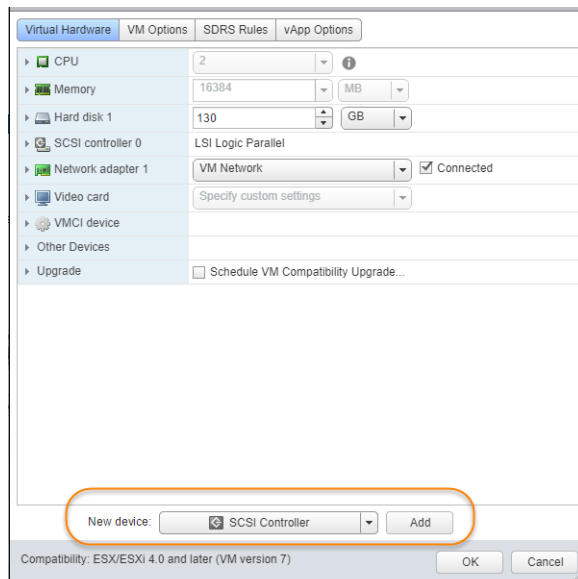 Virtual Hardware VM Options SDRS Rules vApp Options
CPU 2
Memory 16384 MB
Hard disk 1 130 GB
SCSI controller 0 LSI Logic Parallel
Network adapter 1 VM Network Connected
Video card Specify custom settings
VMCI device
Other Devices
Upgrade Schedule VM Compatibility Upgrade...
New device: SCSI Controller Add
Compatibility: ESX/ESXi 4.0 and later (VM version 7) OK Cancel